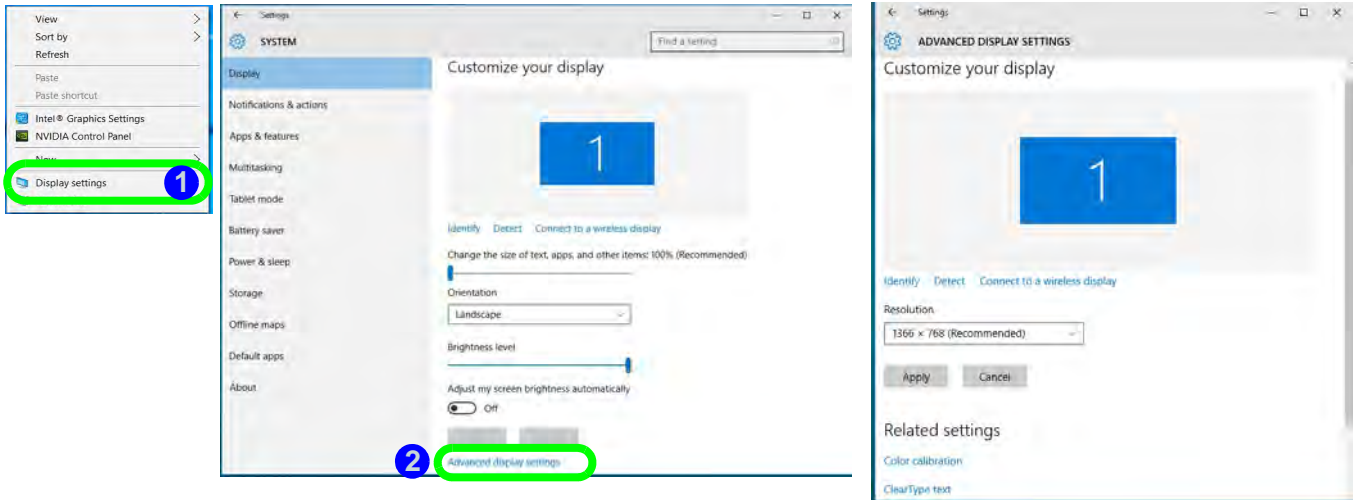 View
Sort by
Refresh
Paste
Paste shortcut
Intel® Graphics Settings
NVIDIA Control Panel
New
Display settings
1
Settings
SYSTEM
Find a setting
Display
Notifications & actions
Apps & features
Multitasking
Tablet mode
Battery saver
Power & sleep
Storage
Offline maps
Default apps
About
Customize your display
1
Identify Detect Connect to a wireless display
Change the size of text, apps, and other items: 100% (Recommended)
Orientation
Landscape
Brightness level
Adjust my screen brightness automatically
Off
2
Advanced display settings
Settings
ADVANCED DISPLAY SETTINGS
Customize your display
1
Identify Detect Connect to a wireless display
Resolution
1366 × 768 (Recommended)
Apply Cancel
Related settings
Color calibration
ClearType text